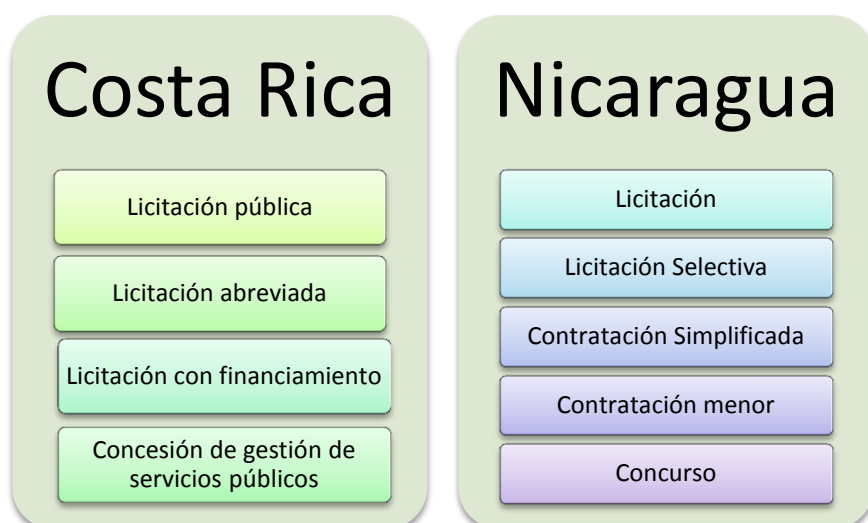 Costa Rica
Licitación pública
Licitación abreviada
Licitación con financiamiento
Concesión de gestión de
servicios públicos
Nicaragua
Licitación
Licitación Selectiva
Contratación Simplificada
Contratación menor
Concurso